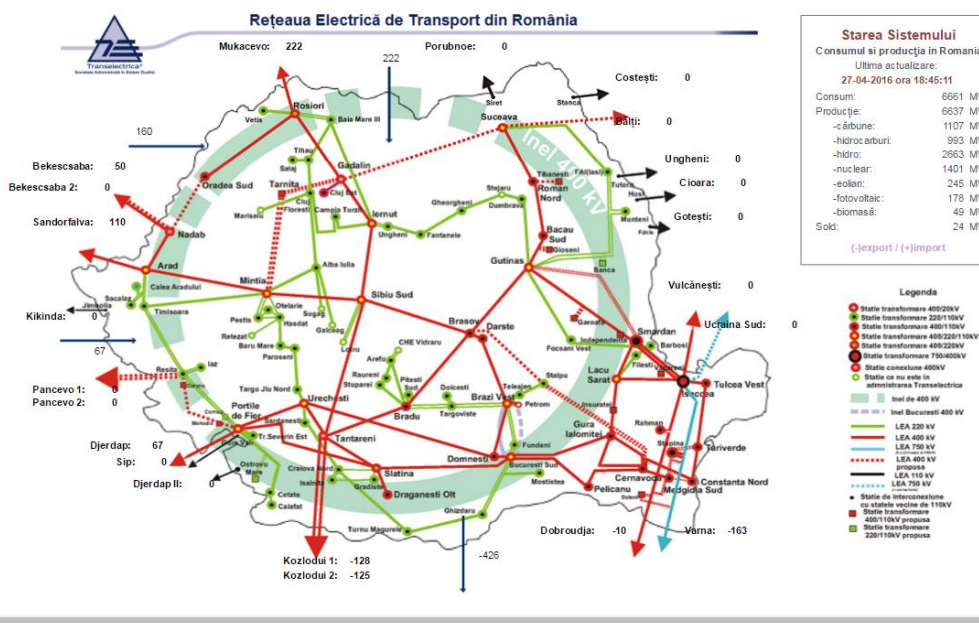 Rețeaua Electrică de Transport din România
Transelectrica
Mukacevo: 222
Porubnoe: 0
222
Costești: 0
Siret
Stanca
Rosiori
Vetis
Baia Mare III
Suceava
Bălți: 0
160
Inel 400 kV
Tihau
Salaj
Gadalin
Bekescsaba: 50
Bekescsaba 2: 0
Oradea Sud
Tarnita
Cluj Est
Cluj
Floresti
Campia Turzii
Mariselu
Iernut
Ungheni
Fantanele
Gheorgheni
Stejaru
Dumbrava
Tibanesti
Roman
Nord
FAI(Iasi)
Tutora
Husi
Munteni
Falciu
Ungheni: 0
Cioara: 0
Gotești: 0
Sandorfalva: 110
Nadab
Bacau
Sud
Gutinas
Banca
Arad
Calea Aradului
Sacalaz
Jimbolia
Timisoara
Mintia
Alba Iulia
Sibiu Sud
Vulcănești: 0
Kikinda: 0
67
Pestis
Otelarie
Hasdat
Retezat
Baru Mare
Paroseni
Sugag
Galceag
Lotru
Brasov
Darste
CHE Vidraru
Arefu
Raureni
Stuparei
Pitesti
Sud
Bradu
Focsani Vest
Independenta
Smardan
Barbosi
Filesti
Lacu
Sarat
Isaccea
Tulcea Vest
Ucraina Sud: 0
Resita
Iaz
Pancevo 1: 0
Pancevo 2: 0
Targu Jiu Nord
Urechesti
Portile
de Fier
Sardanesti
Tr.Severin Est
Tantareni
Dolcesti
Targoviste
Brazi Vest
Teleajen
Stalpu
Petrom
Fundeni
Domnesti
Bucuresti Sud
Mostistea
Gura
Ialomitei
Rahman
Stupina
Tariverde
Cernavoda
Medgidia Sud
Constanta Nord
Pelicanu
Djerdap: 67
Sip: 0
Djerdap II: 0
Ostrovu
Mare
Cetate
Calafat
Craiova Nord
Isalnita
Gradiste
Slatina
Draganesti Olt
Turnu Magurele
Ghizdaru
Kozlodui 1: -128
Kozlodui 2: -125
-426
Dobroudja: -10
Varna: -163
Starea Sistemului
Consumul si producția in Romania
Ultima actualizare:
27-04-2016 ora 18:45:11
Consum: 6661
Producție: 6637
-cărbune: 1107
-hidrocarburi: 993
-hidro: 2663
-nuclear: 1401
-eolian: 245
-fotovoltaic: 178
-biomasă: 49
Sold: 24
(-)export / (+)import
Legenda
Statie transformare 400/20kV
Statie transformare 220/110kV
Statie transformare 400/110kV
Statie transformare 400/220/110kV
Statie transformare 400/220kV
Statie transformare 750/400kV
Statie conexiune 400kV
Statie ce nu este in
administrarea Transelectrica
Inel de 400 kV
Inel Bucuresti 400 kV
LEA 220 kV
LEA 400 kV
LEA 750 kV
LEA 400 kV
propusa
LEA 110 kV
LEA 750 kV
Statie de interconexiune
cu statele vecine de 110kV
Statie transformare
400/110kV propusa
Statie transformare
220/110kV propusa